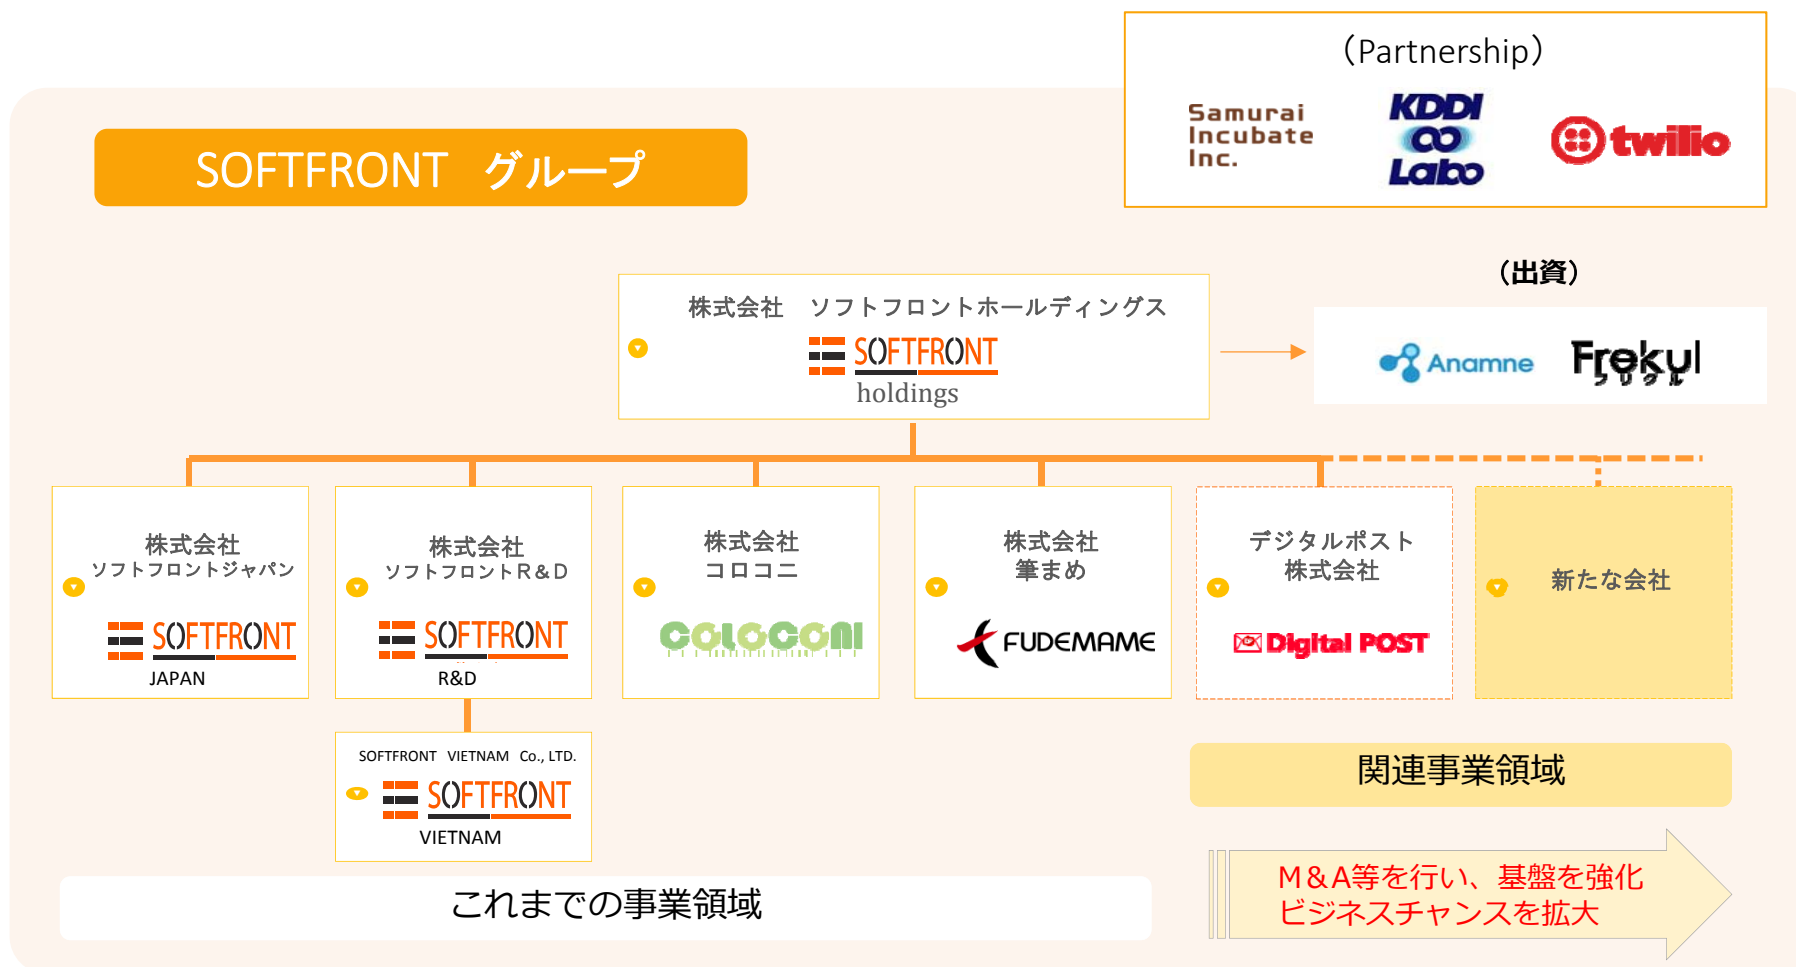 （Partnership）
Samurai
Incubate
Inc.
KDDI
∞
Labo
twilio
SOFTFRONT　グループ
（出資）
株式会社　ソフトフロントホールディングス
SOFTFRONT
holdings
Anamne
Frekul
フリクル
株式会社
ソフトフロントジャパン
SOFTFRONT
JAPAN
株式会社
ソフトフロントＲ＆Ｄ
SOFTFRONT
R&D
株式会社
コロコニ
COLOCONI
株式会社
筆まめ
FUDEMAME
デジタルポスト
株式会社
Digital POST
新たな会社
SOFTFRONT　VIETNAM　Co., LTD.
SOFTFRONT
VIETNAM
関連事業領域
これまでの事業領域
M＆A等を行い、基盤を強化
ビジネスチャンスを拡大